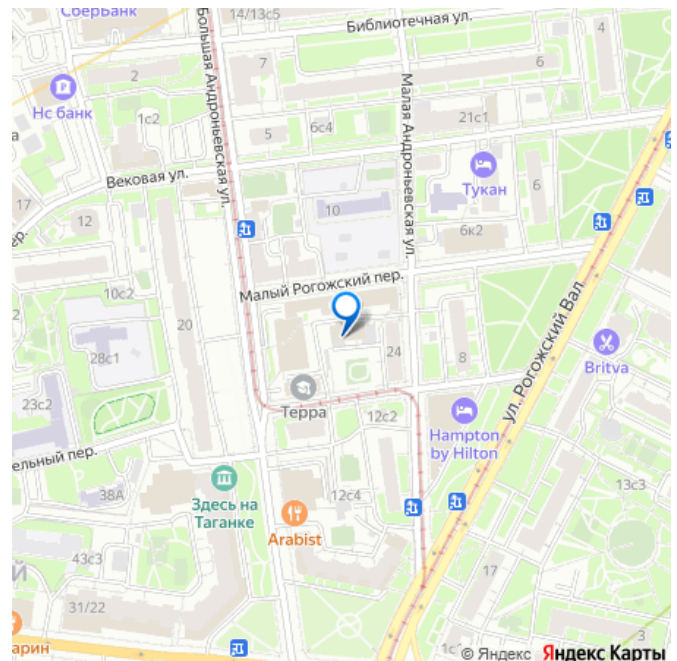 Сбербанк
14/13с5
Библиотечная ул.
2
7
6
Нс банк
1с2
5
6с4
21с1
Большая Андроньевская ул.
Малая Андроньевская ул.
Вековая ул.
Тукан
6
17
12
10
6к2
ер.
Малый Рогожский пер.
10с2
20
28с1
24
8
ул. Рогожский Вал
Britva
23с2
Терра
12с2
Hampton
by Hilton
ельный пер.
38А
Здесь на
Таганке
12с4
Arabist
13с3
43с3
Й
17
31/22
арин
1с1
3
© Яндекс Яндекс Карты